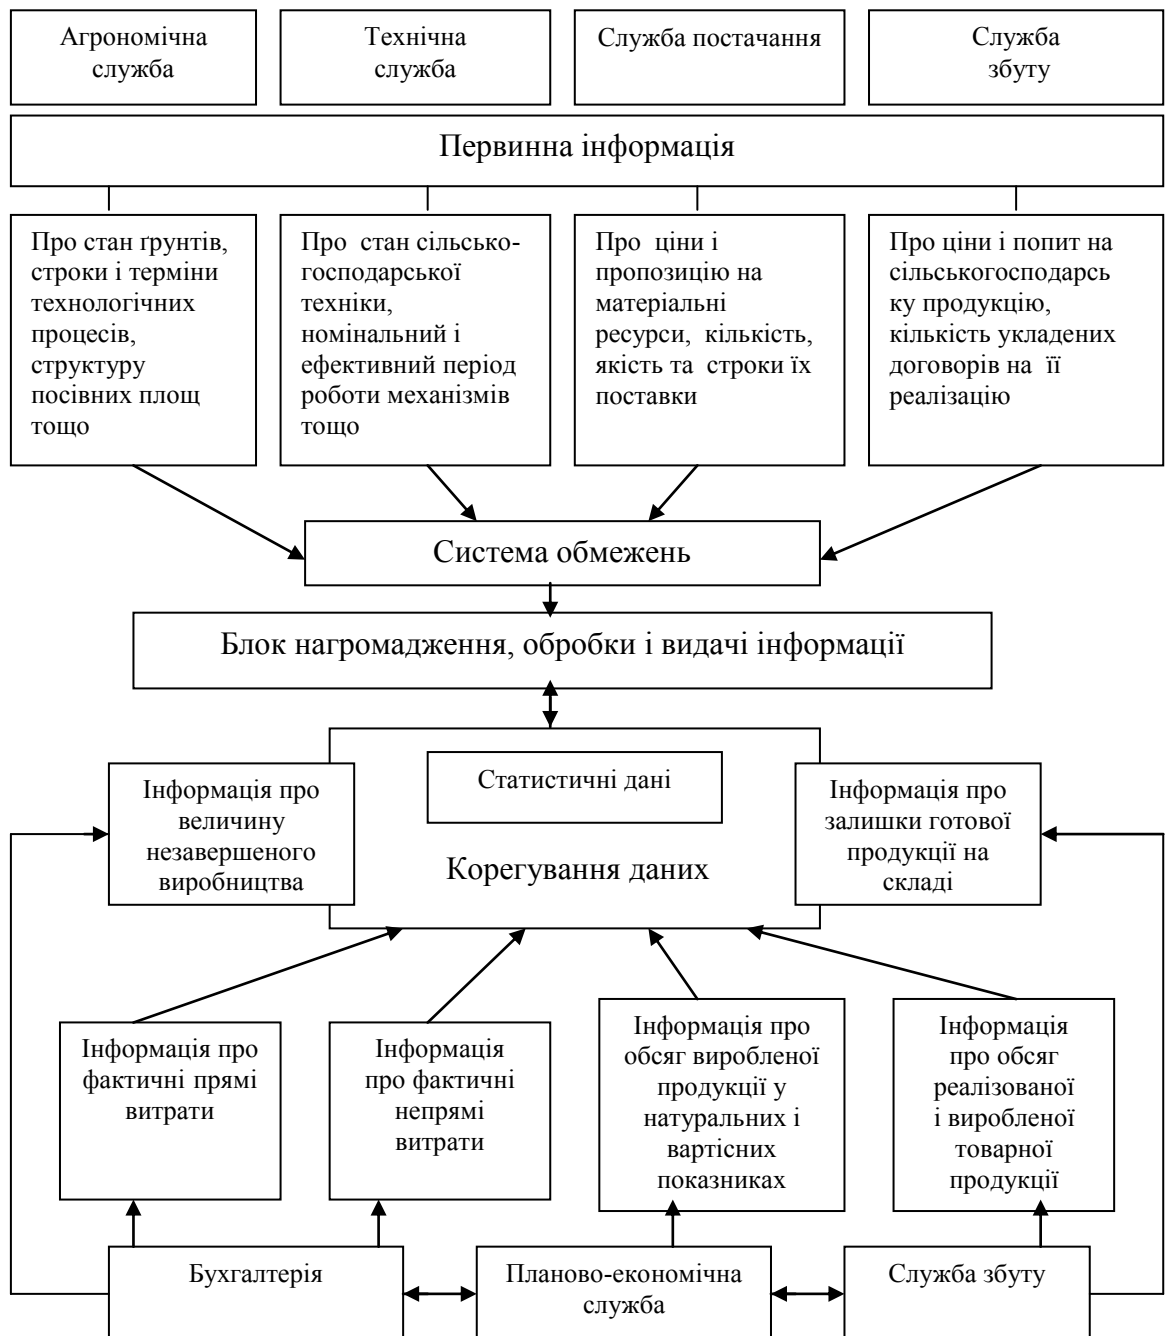 Агрономічна
служба
Технічна
служба
Служба постачання
Служба
збуту
Первинна інформація
Про стан ґрунтів,
строки і терміни
технологічних
процесів,
структуру
посівних площ
тощо
Про стан сільсько-
господарської
техніки,
номінальний і
ефективний період
роботи механізмів
тощо
Про ціни і
пропозицію на
матеріальні
ресурси, кількість,
якість та строки їх
поставки
Про ціни і попит на
сільськогосподарсь
ку продукцію,
кількість укладених
договорів на її
реалізацію
Система обмежень
Блок нагромадження, обробки і видачі інформації
Статистичні дані
Інформація про
величину
незавершеного
виробництва
Корегування даних
Інформація про
залишки готової
продукції на
складі
Інформація про
фактичні прямі
витрати
Інформація
про фактичні
непрямі
витрати
Інформація про
обсяг виробленої
продукції у
натуральних і
вартісних
показниках
Інформація
про обсяг
реалізованої
і виробленої
товарної
продукції
Бухгалтерія
Планово-економічна
служба
Служба збуту